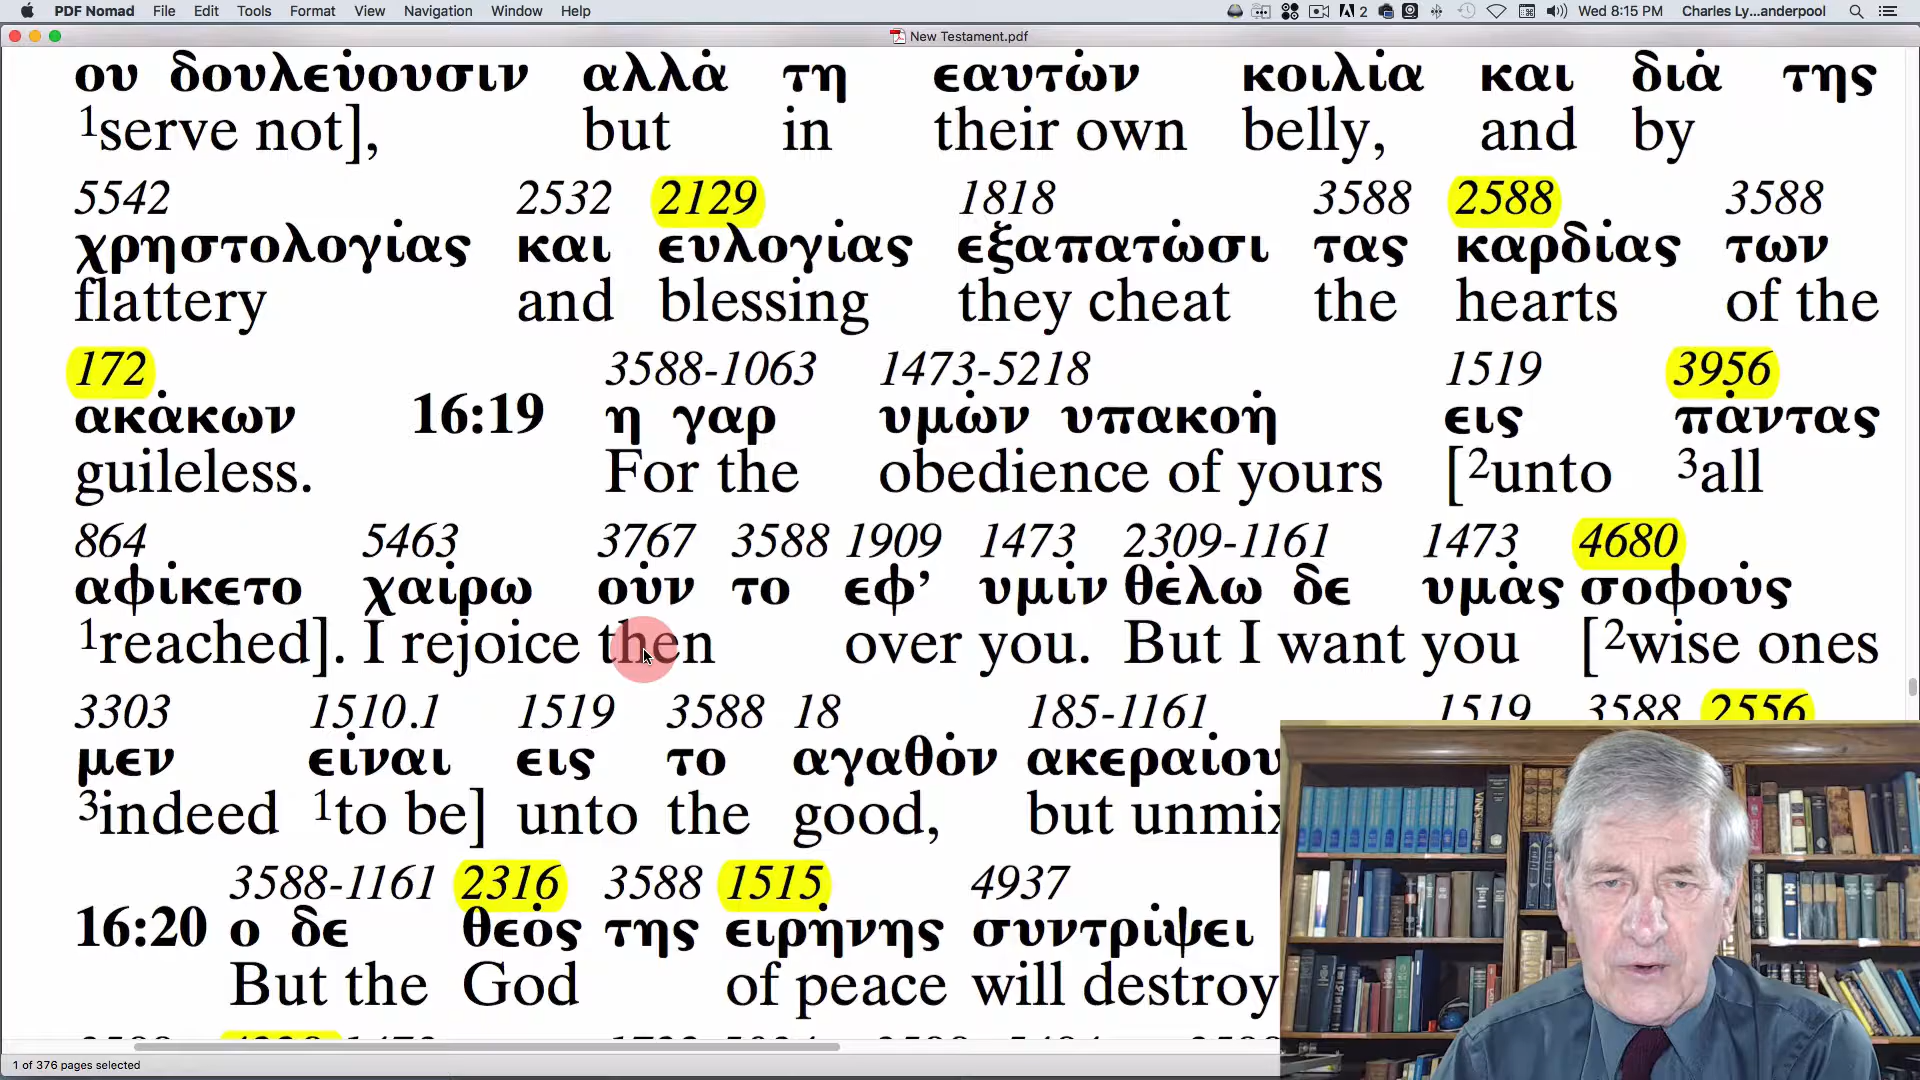 PDF Nomad File Edit Tools Format View Navigation Window Help 2 Wed 8:15 PM Charles Ly...anderpool
New Testament.pdf
ου δουλεύουσιν αλλά τη εαυτών κοιλία και διά της
1serve not], but in their own belly, and by
5542 2532 2129 1818 3588 2588 3588
χρηστολογίας και ευλογίας εξαπατώσι τας καρδίας των
flattery and blessing they cheat the hearts of the
172 3588-1063 1473-5218 1519 3956
ακάκων 16:19 η γαρ υμών υπακοή εις πάντας
guileless. For the obedience of yours [2unto 3all
864 5463 3767 3588 1909 1473 2309-1161 1473 4680
αφίκετο χαίρω ούν το εφ’ υμίν θέλω δε υμάς σοφούς
1reached]. I rejoice then over you. But I want you [2wise ones
3303 1510.1 1519 3588 18 185-1161 1519 3588 2556
μεν είναι εις το αγαθόν ακεραίου
3indeed 1to be] unto the good, but unmix
3588-1161 2316 3588 1515 4937
16:20 ο δε θεός της ειρήνης συντρίψει
But the God of peace will destroy
1 of 376 pages selected